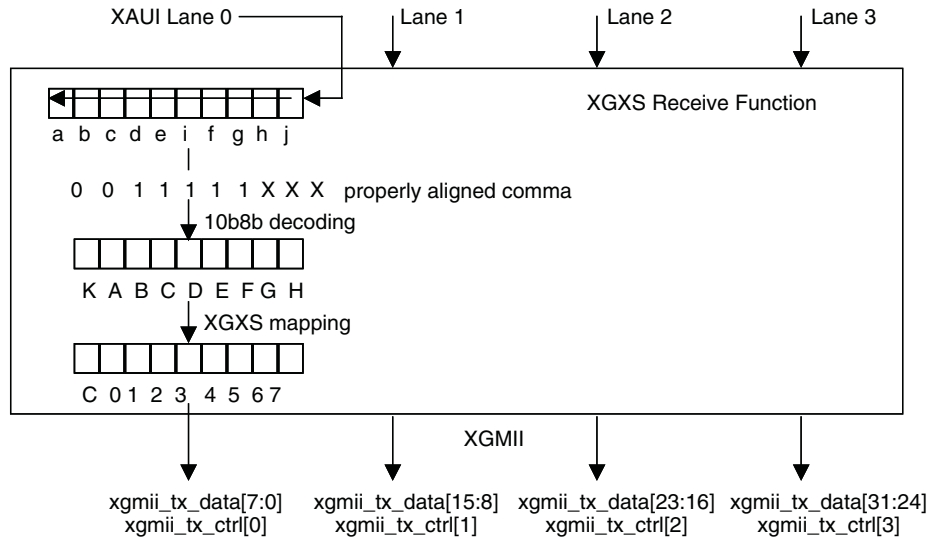 XAUI Lane 0 Lane 1 Lane 2 Lane 3
XGXS Receive Function
a b c d e i f g h j
0 0 1 1 1 1 1 X X X properly aligned comma
10b8b decoding
K A B C D E F G H
XGXS mapping
C 0 1 2 3 4 5 6 7
XGMII
xgmii_tx_data[7:0] xgmii_tx_data[15:8] xgmii_tx_data[23:16] xgmii_tx_data[31:24]
xgmii_tx_ctrl[0] xgmii_tx_ctrl[1] xgmii_tx_ctrl[2] xgmii_tx_ctrl[3]